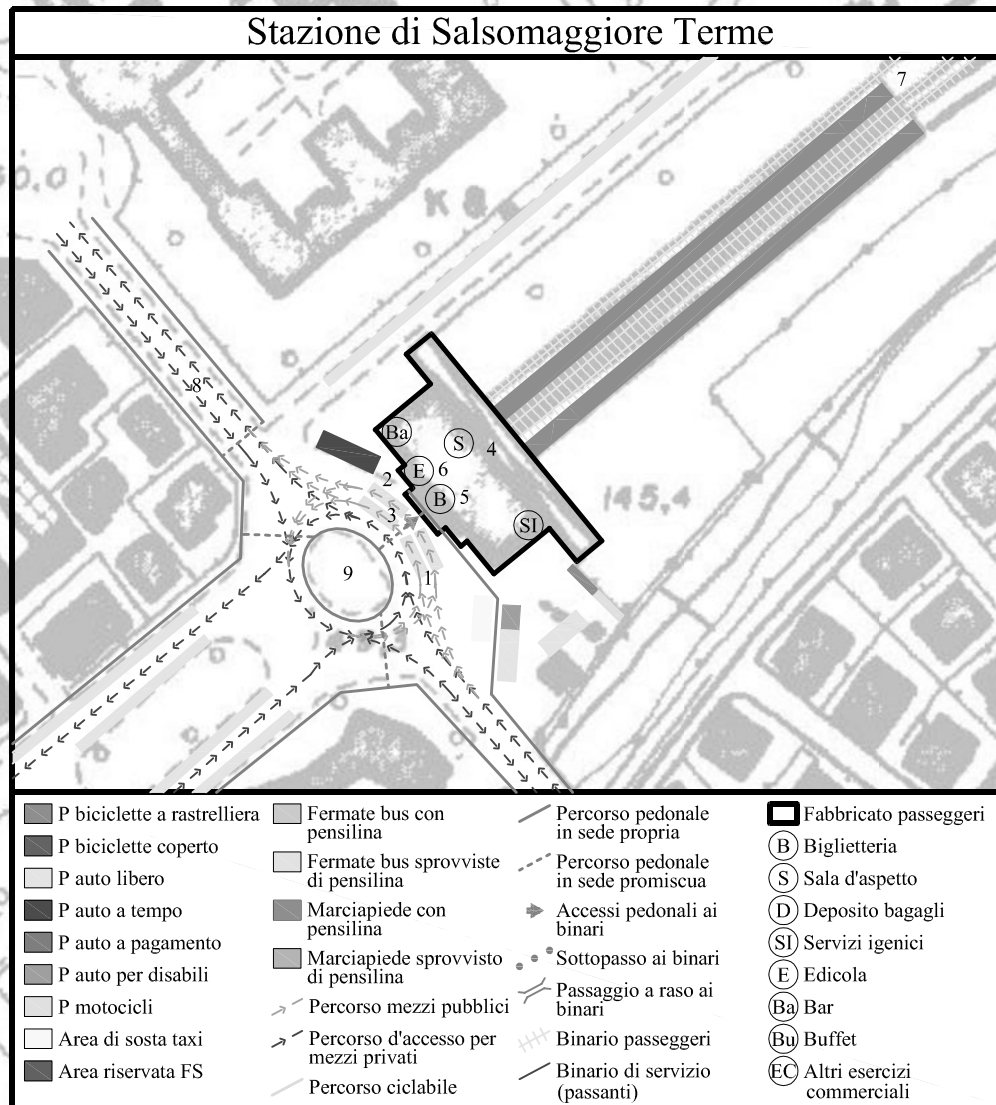 Stazione di Salsomaggiore Terme
7
K 8
8
Ba
S
4
E
6
2
B
5
145,4
3
SI
9
1
P biciclette a rastrelliera
P biciclette coperto
P auto libero
P auto a tempo
P auto a pagamento
P auto per disabili
P motocicli
Area di sosta taxi
Area riservata FS
Fermate bus con
pensilina
Fermate bus sprovviste
di pensilina
Marciapiede con
pensilina
Marciapiede sprovvisto
di pensilina
Percorso mezzi pubblici
Percorso d'accesso per
mezzi privati
Percorso ciclabile
Percorso pedonale
in sede propria
Percorso pedonale
in sede promiscua
Accessi pedonali ai
binari
Sottopasso ai binari
Passaggio a raso ai
binari
Binario passeggeri
Binario di servizio
(passanti)
Fabbricato passeggeri
B Biglietteria
S Sala d'aspetto
D Deposito bagagli
SI Servizi igenici
E Edicola
Ba Bar
Bu Buffet
EC Altri esercizi
commerciali